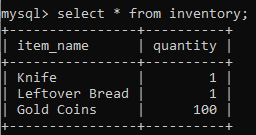 mysql> select * from inventory;
+----------------+----------+
| item_name      | quantity |
+----------------+----------+
| Knife          |        1 |
| Leftover Bread |        1 |
| Gold Coins     |      100 |
+----------------+----------+